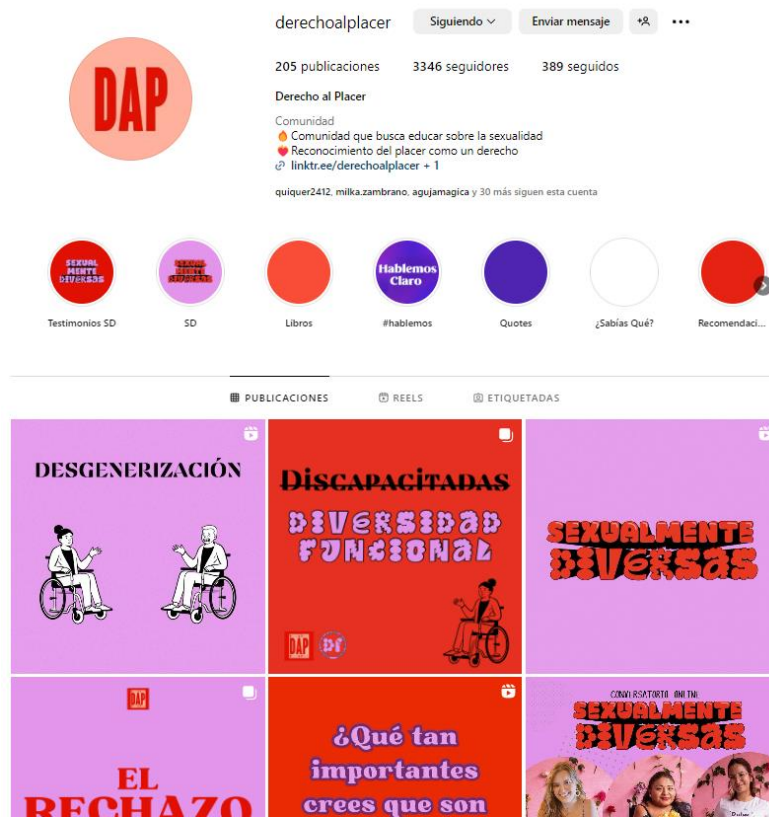 derechoalplacer Siguiendo Enviar mensaje
205 publicaciones 3346 seguidores 389 seguidos
DAP
Derecho al Placer
Comunidad
Comunidad que busca educar sobre la sexualidad
Reconocimiento del placer como un derecho
linktr.ee/derechoalplacer + 1
quiquer2412, milka.zambrano, agujamagica y 30 más siguen esta cuenta
SEXUAL
MENTE
DIVERSAS
SEXUAL
MENTE
DIVERSAS
Hablemos
Claro
Testimonios SD SD Libros #hablemos Quotes ¿Sabías Qué? Recomendaci...
PUBLICACIONES REELS ETIQUETADAS
DESGENERIZACIÓN
DISCAPACITADAS
DIVERSIDAD
FUNCIONAL
DAP DF
SEXUALMENTE
DIVERSAS
DAP
EL
RECHAZO
¿Qué tan
importantes
crees que son
CONVERSATORIO ONLINE
SEXUALMENTE
DIVERSAS